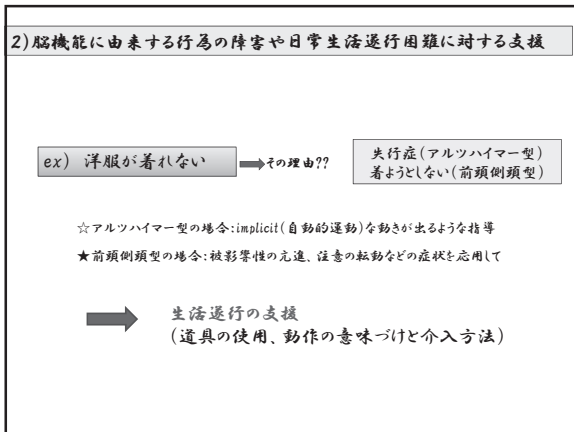 2)脳機能に由来する行為の障害や日常生活遂行困難に対する支援
ex) 洋服が着れない
その理由??
失行症(アルツハイマー型)
着ようとしない(前頭側頭型)
☆アルツハイマー型の場合:implicit(自動的運動)な動きが出るような指導
★前頭側頭型の場合:被影響性の亢進、注意の転動などの症状を応用して
生活遂行の支援
(道具の使用、動作の意味づけと介入方法)